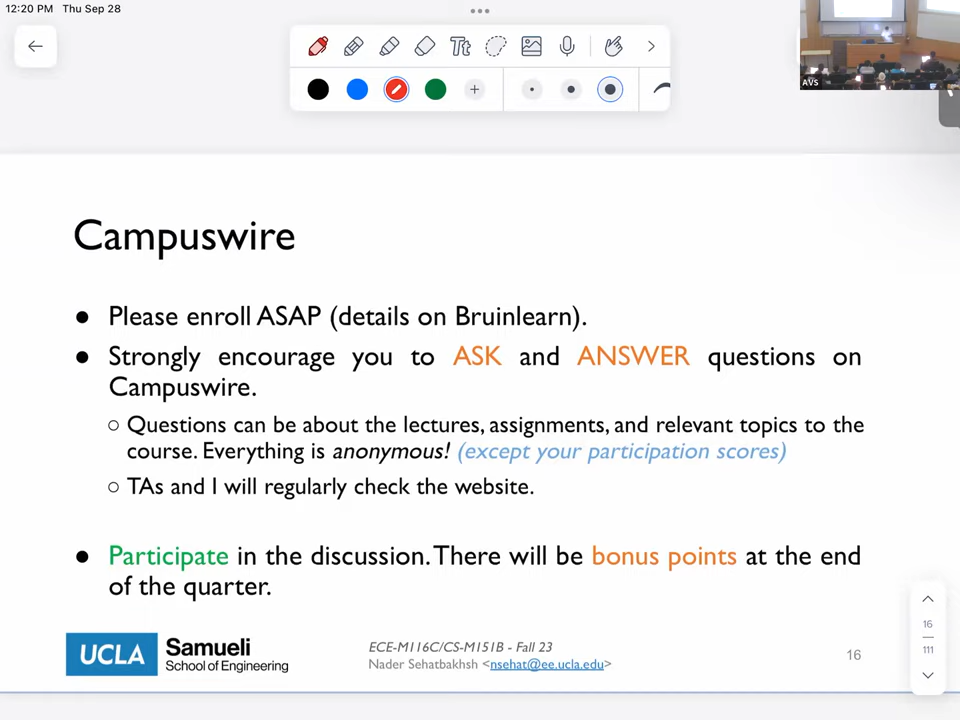 12:20 PM Thu Sep 28
Tt
AVS
Campuswire
● Please enroll ASAP (details on Bruinlearn).
● Strongly encourage you to ASK and ANSWER questions on
Campuswire.
○ Questions can be about the lectures, assignments, and relevant topics to the
course. Everything is anonymous! (except your participation scores)
○ TAs and I will regularly check the website.
● Participate in the discussion. There will be bonus points at the end
of the quarter.
UCLA Samueli
School of Engineering
ECE-M116C/CS-M151B - Fall 23
Nader Sehatbakhsh <nsehat@ee.ucla.edu>
16
16
111